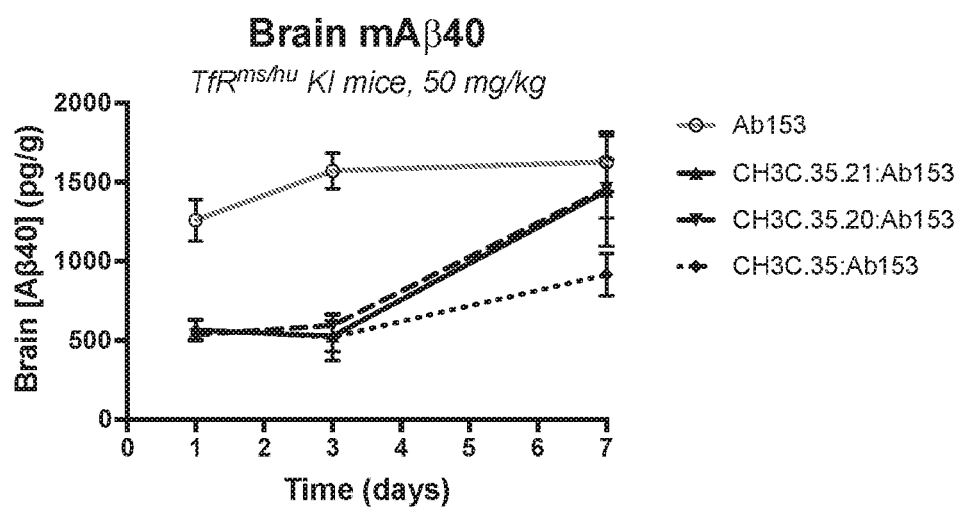 Brain mAβ40
TfR^ms/hu KI mice, 50 mg/kg
Brain [Aβ40] (pg/g)
2000
1500
1000
500
0
0 1 2 3 4 5 6 7
Time (days)
Ab153
CH3C.35.21:Ab153
CH3C.35.20:Ab153
CH3C.35:Ab153